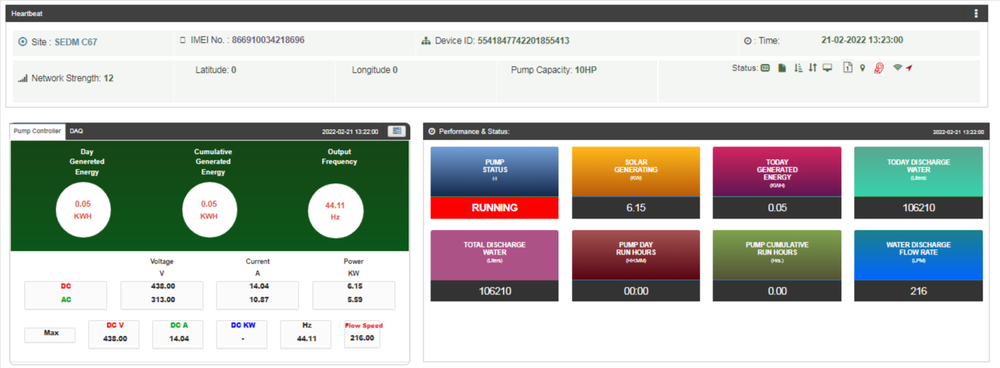 Heartbeat
Site : SEDM C67
IMEI No. : 866910034218696
Device ID: 5541847742201855413
: Time: 21-02-2022 13:23:00
Network Strength: 12
Latitude: 0
Longitude 0
Pump Capacity: 10HP
Status:
1
Pump Controller DAQ 2022-02-21 13:22:00
Day
Genereted
Energy
Cumulative
Generated
Energy
Output
Frequency
0.05
KWH
0.05
KWH
44.11
Hz
Voltage Current Power
V A KW
DC 438.00 14.04 6.15
AC 313.00 10.87 5.59
Max
DC V
438.00
DC A
14.04
DC KW
-
Hz
44.11
Flow Speed
216.00
Performance & Status: 2022-02-21 13:22:00
PUMP
STATUS
(-)
RUNNING
SOLAR
GENERATING
(KW)
6.15
TODAY
GENERATED
ENERGY
(KWH)
0.05
TODAY DISCHARGE
WATER
(Liters)
106210
TOTAL DISCHARGE
WATER
(Liters)
106210
PUMP DAY
RUN HOURS
(HH:MM)
00:00
PUMP CUMULATIVE
RUN HOURS
(Hrs.)
0.00
WATER DISCHARGE
FLOW RATE
(LPM)
216